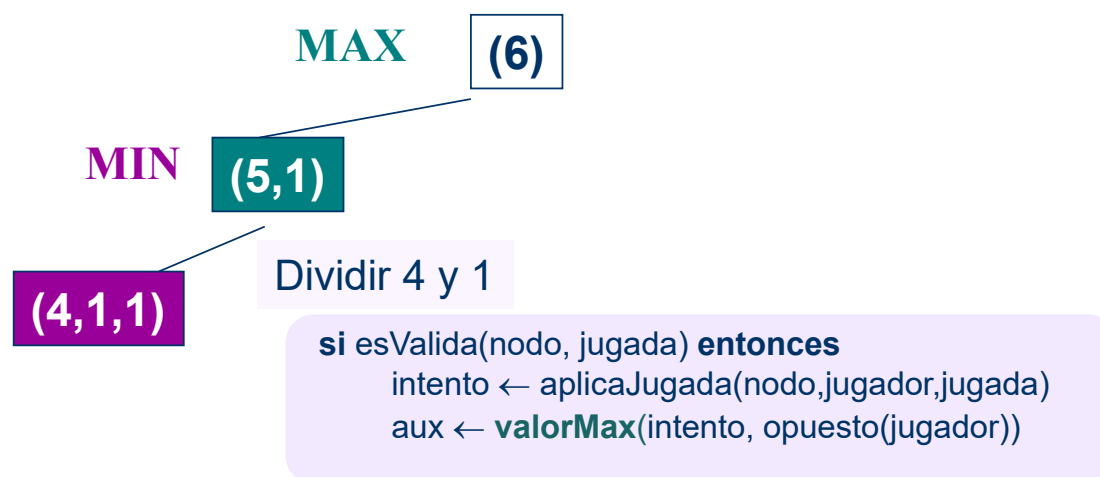 MAX
(6)
MIN
(5,1)
(4,1,1)
Dividir 4 y 1
si esValida(nodo, jugada) entonces
intento ← aplicaJugada(nodo,jugador,jugada)
aux ← valorMax(intento, opuesto(jugador))